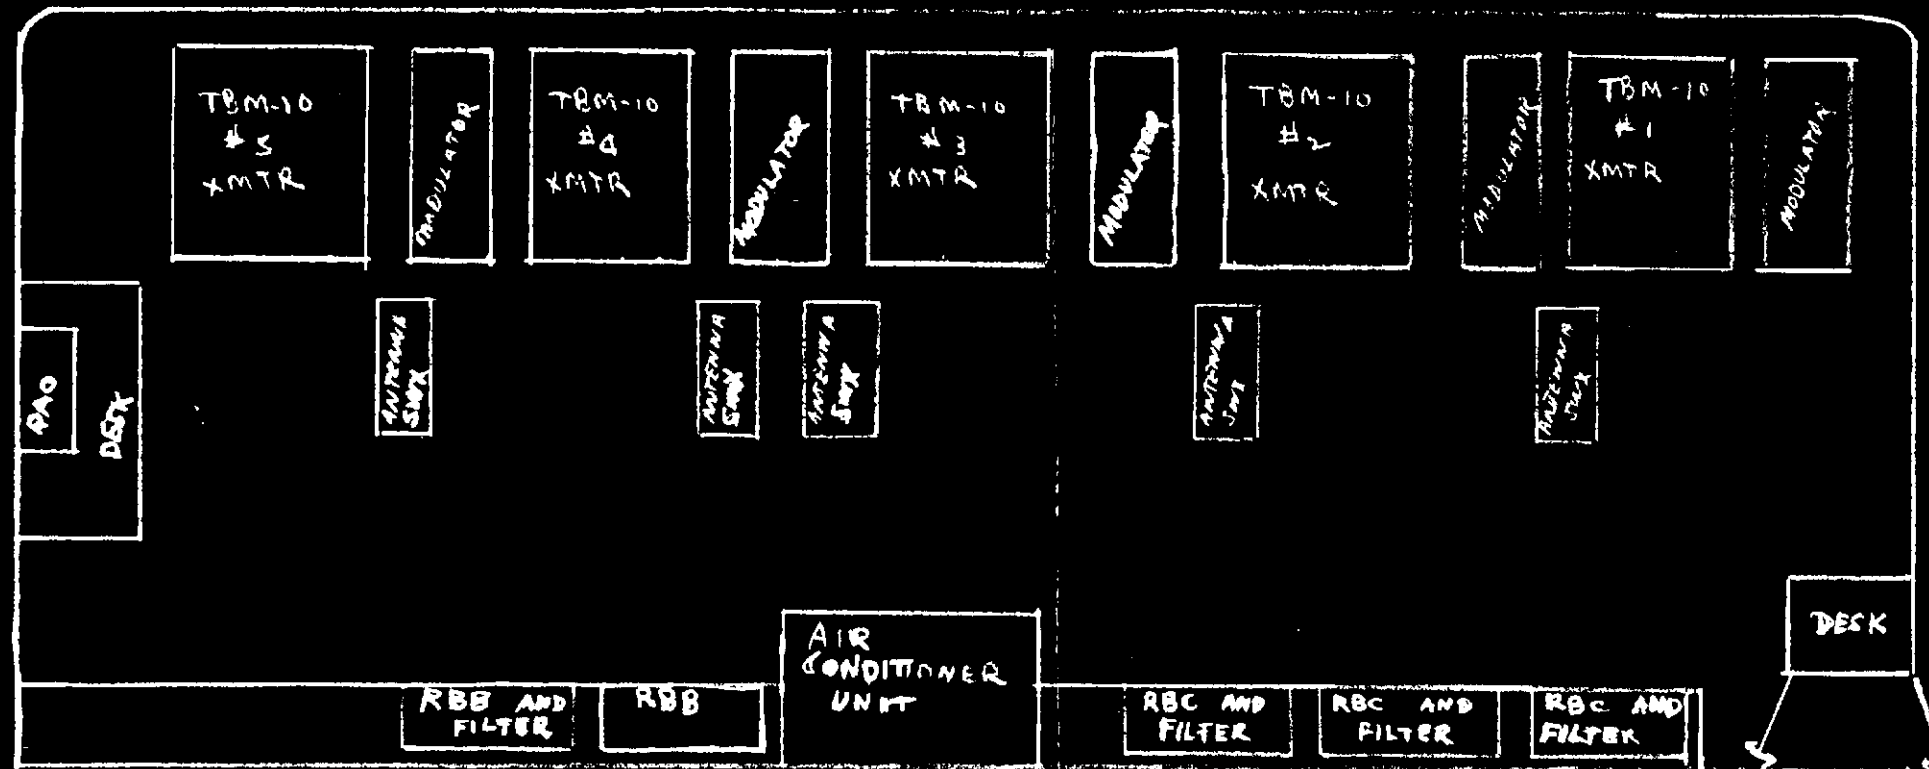 TBM-10
#5
XMTR
MODULATOR
TBM-10
#4
XMTR
MODULATOR
TBM-10
#3
XMTR
MODULATOR
TBM-10
#2
XMTR
MODULATOR
TBM-10
#1
XMTR
MODULATOR
RAO
DESK
ANTENNA
SWX
ANTENNA
SWX
ANTENNA
SWX
ANTENNA
SWX
ANTENNA
SWX
DESK
AIR
CONDITIONER
UNIT
RBB AND
FILTER
RBB
RBC AND
FILTER
RBC AND
FILTER
RBC AND
FILTER